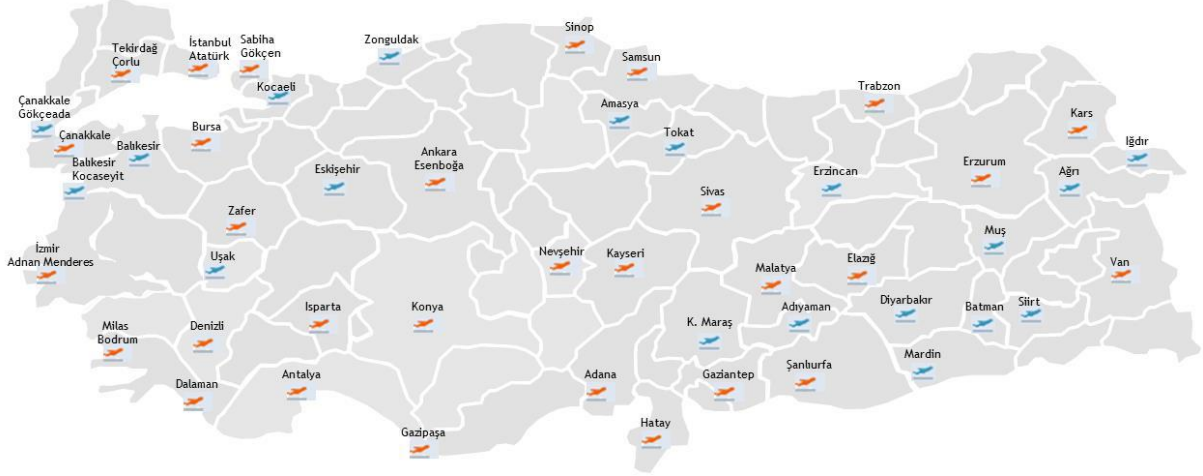 Sinop
Tekirdağ
Çorlu
İstanbul
Atatürk
Sabiha
Gökçen
Zonguldak
Samsun
Kocaeli
Trabzon
Çanakkale
Gökçeada
Amasya
Kars
Çanakkale
Bursa
Tokat
Balıkesir
Iğdır
Ankara
Esenboğa
Balıkesir
Kocaseyit
Eskişehir
Erzincan
Erzurum
Ağrı
Sivas
Zafer
Muş
İzmir
Adnan Menderes
Uşak
Nevşehir
Kayseri
Malatya
Elazığ
Van
Isparta
Konya
Adıyaman
Diyarbakır
Batman
Siirt
Milas
Bodrum
Denizli
K. Maraş
Mardin
Dalaman
Antalya
Adana
Gaziantep
Şanlıurfa
Gazipaşa
Hatay